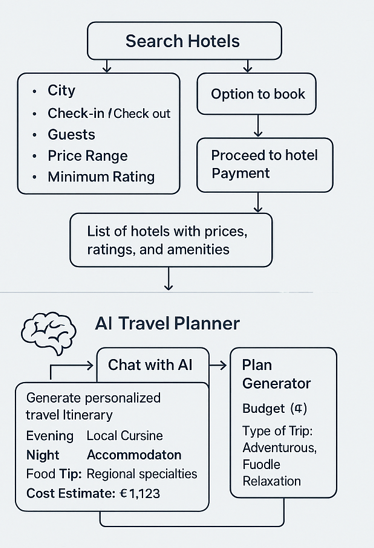 Search Hotels
• City
• Check-in / Check out
• Guests
• Price Range
• Minimum Rating
Option to book
Proceed to hotel
Payment
List of hotels with prices,
ratings, and amenities
AI Travel Planner
Chat with AI
Generate personalized
travel Itinerary
Evening Local Cursine
Night Accommodaton
Food Tip: Regional specialties
Cost Estimate: €1,123
Plan
Generator
Budget
Type of Trip:
Adventurous,
Fuodle
Relaxation